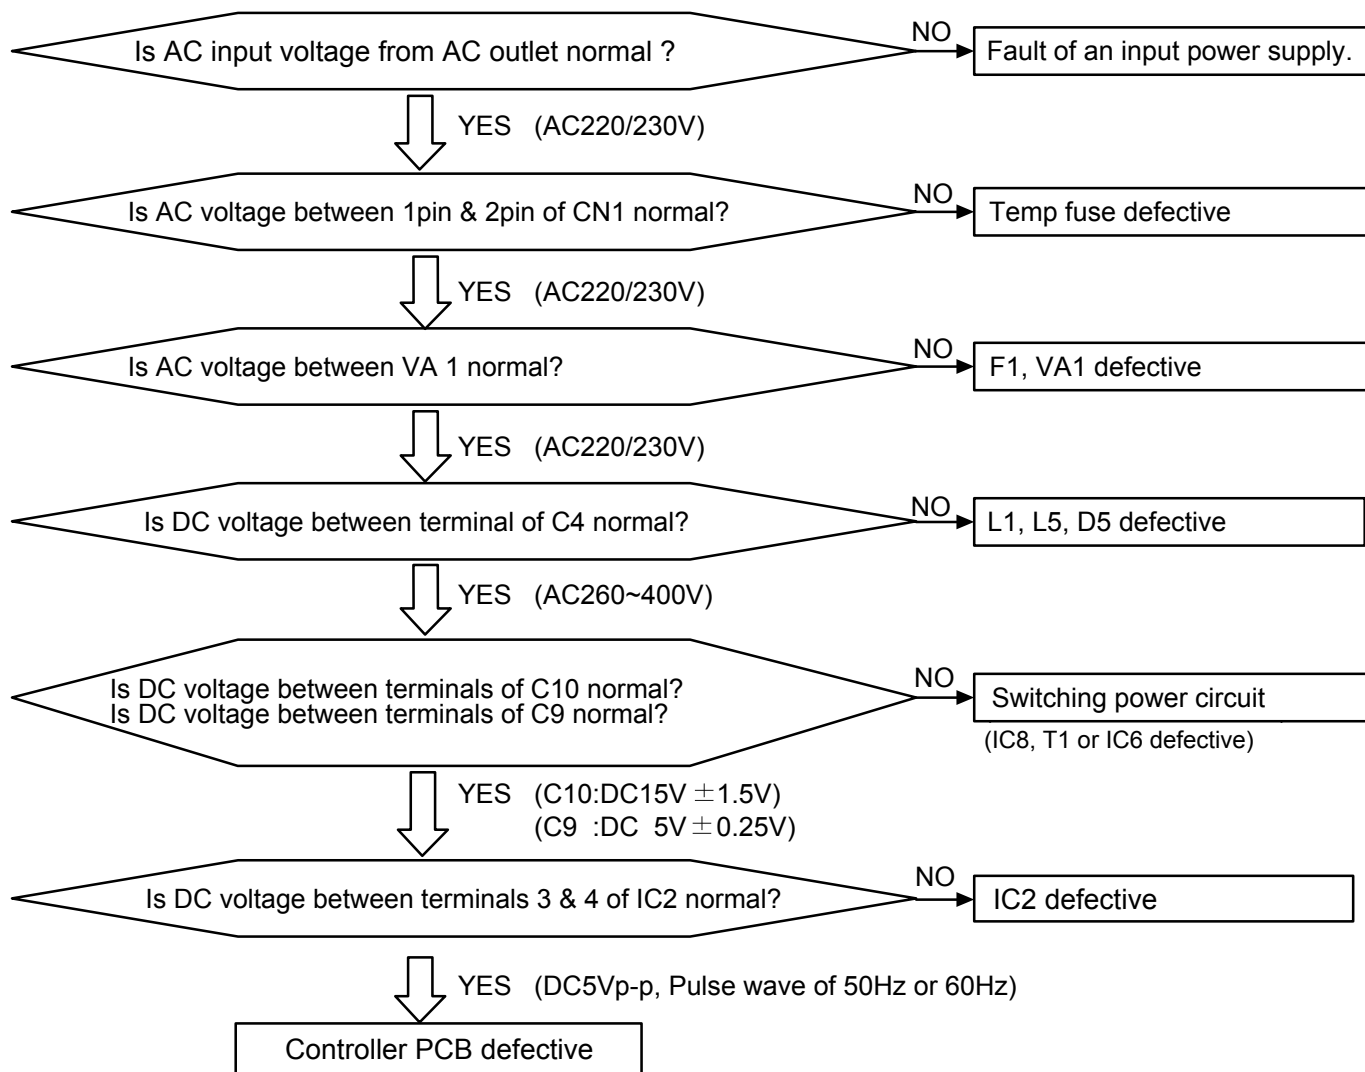 Is AC input voltage from AC outlet normal ?
NO
Fault of an input power supply.
YES (AC220/230V)
Is AC voltage between 1pin & 2pin of CN1 normal?
NO
Temp fuse defective
YES (AC220/230V)
Is AC voltage between VA 1 normal?
NO
F1, VA1 defective
YES (AC220/230V)
Is DC voltage between terminal of C4 normal?
NO
L1, L5, D5 defective
YES (AC260~400V)
Is DC voltage between terminals of C10 normal?
Is DC voltage between terminals of C9 normal?
NO
Switching power circuit
(IC8, T1 or IC6 defective)
YES (C10:DC15V ±1.5V)
(C9 :DC 5V±0.25V)
Is DC voltage between terminals 3 & 4 of IC2 normal?
NO
IC2 defective
YES (DC5Vp-p, Pulse wave of 50Hz or 60Hz)
Controller PCB defective